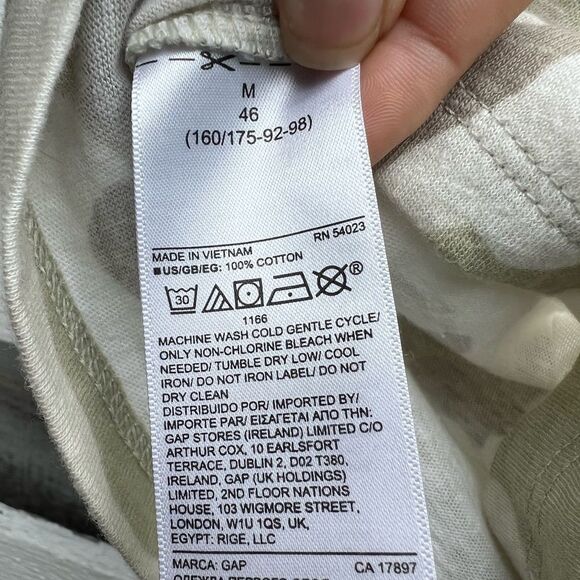 M
46
(160/175-92-98)
RN 54023
MADE IN VIETNAM
■US/GB/EG: 100% COTTON
30
®
1166
MACHINE WASH COLD GENTLE CYCLE/
ONLY NON-CHLORINE BLEACH WHEN
NEEDED/ TUMBLE DRY LOW/ COOL
IRON/ DO NOT IRON LABEL/ DO NOT
DRY CLEAN
DISTRIBUIDO POR/ IMPORTED BY/
IMPORTE PAR/ ΕΙΣΑΓΕΤΑΙ ΑΠΟ ΤΗΝ:
GAP STORES (IRELAND) LIMITED C/O
ARTHUR COX, 10 EARLSFORT
TERRACE, DUBLIN 2, D02 T380,
IRELAND, GAP (UK HOLDINGS)
LIMITED, 2ND FLOOR NATIONS
HOUSE, 103 WIGMORE STREET,
LONDON, W1U 1QS, UK,
EGYPT: RIGE, LLC
MARCA: GAP CA 17897